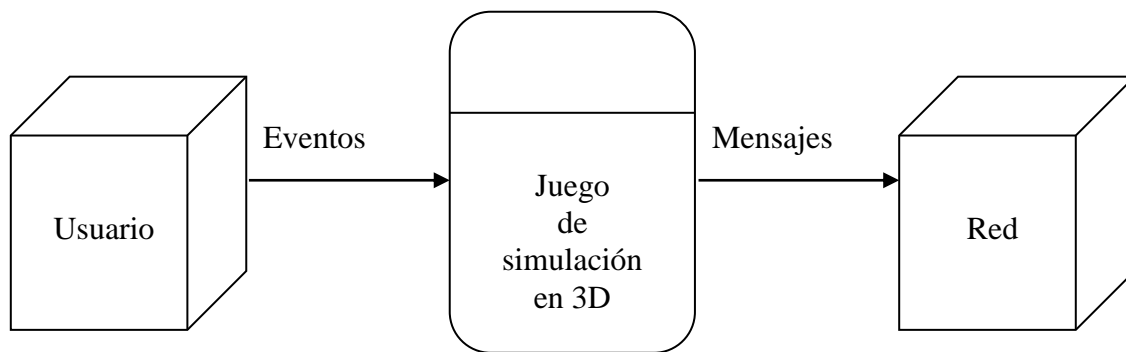 Eventos
Mensajes
Usuario
Juego
de
simulación
en 3D
Red